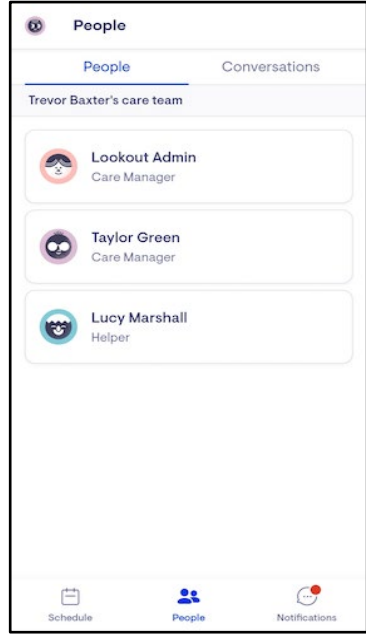 People
People Conversations
Trevor Baxter's care team
Lookout Admin
Care Manager
Taylor Green
Care Manager
Lucy Marshall
Helper
Schedule People Notifications